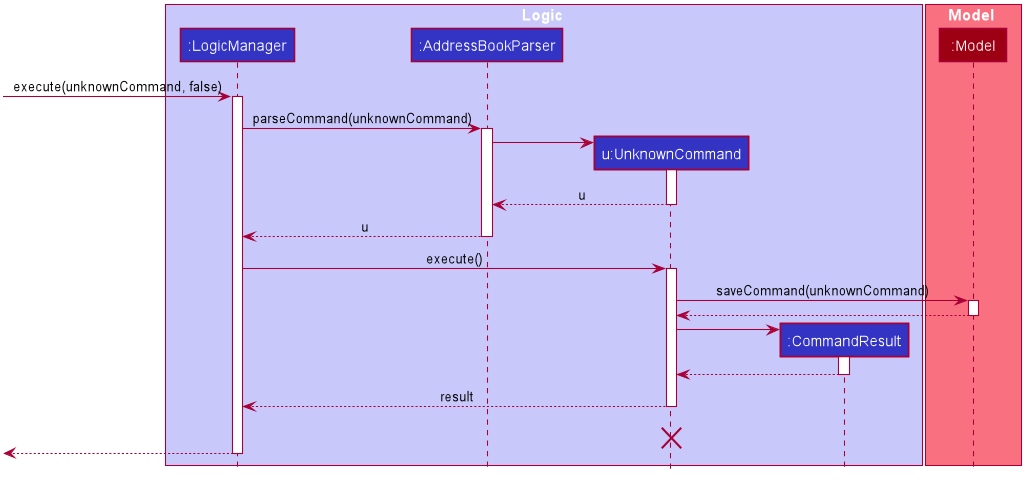 Logic
Model
:LogicManager
:AddressBookParser
:Model
execute(unknownCommand, false)
parseCommand(unknownCommand)
u:UnknownCommand
u
u
execute()
saveCommand(unknownCommand)
:CommandResult
result